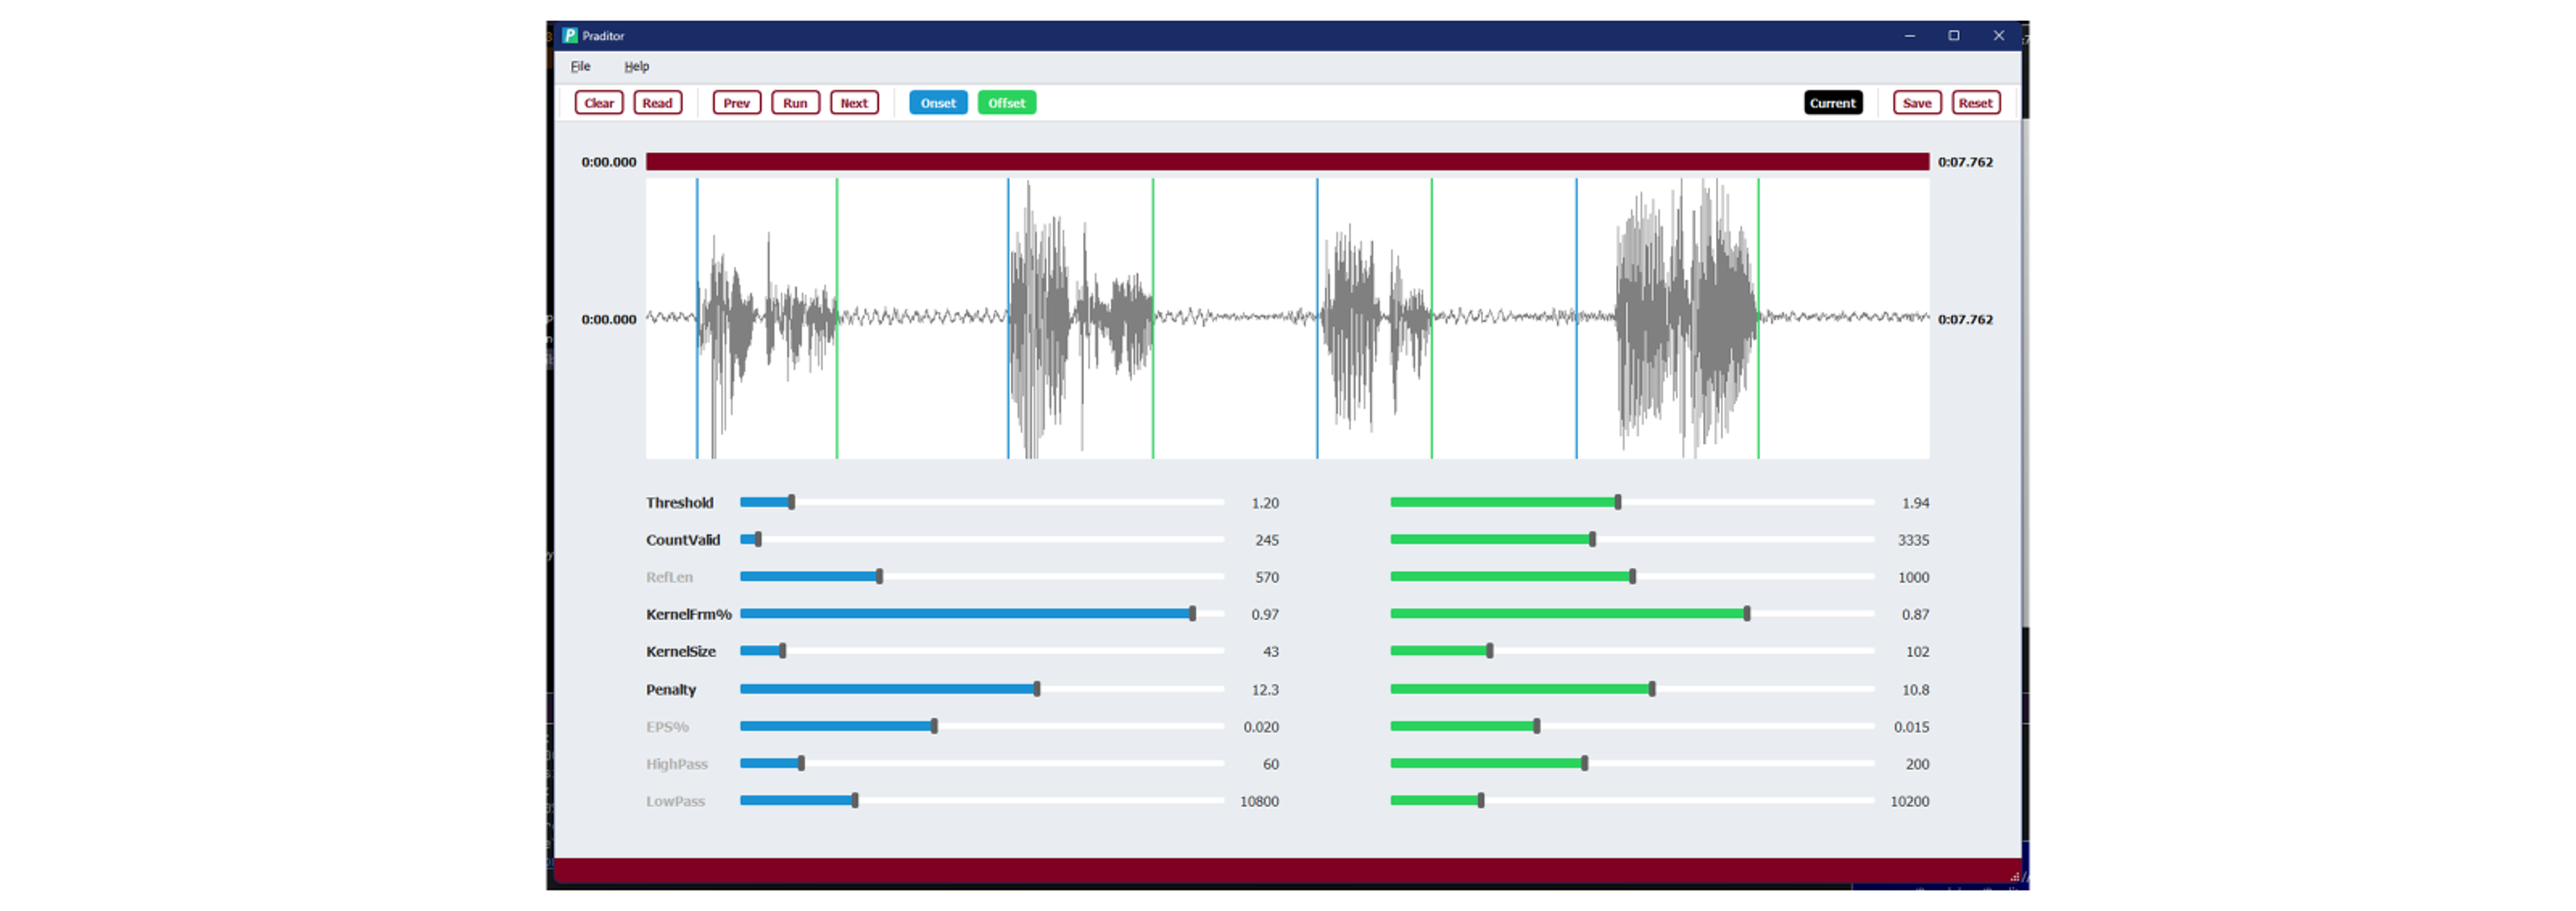 Praditor
File Help
Clear Read Prev Run Next Onset Offset Current Save Reset
0:00.000 0:07.762
0:00.000 0:07.762
Threshold 1.20 1.94
CountValid 245 3335
RefLen 570 1000
KernelFrm% 0.97 0.87
KernelSize 43 102
Penalty 12.3 10.8
EPS% 0.020 0.015
HighPass 60 200
LowPass 10800 10200